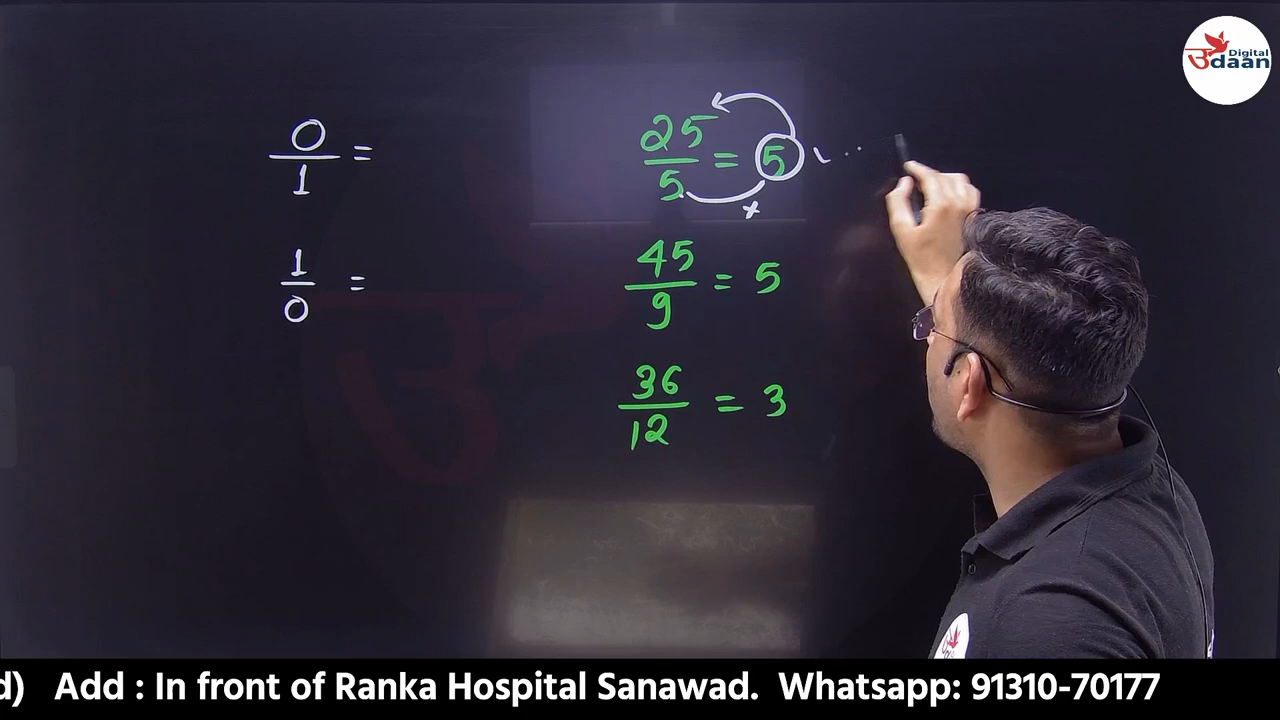 0/1 =
1/0 =
25/5 = 5
x
45/9 = 5
36/12 = 3
Digital
उdaan
d) Add : In front of Ranka Hospital Sanawad. Whatsapp: 91310-70177